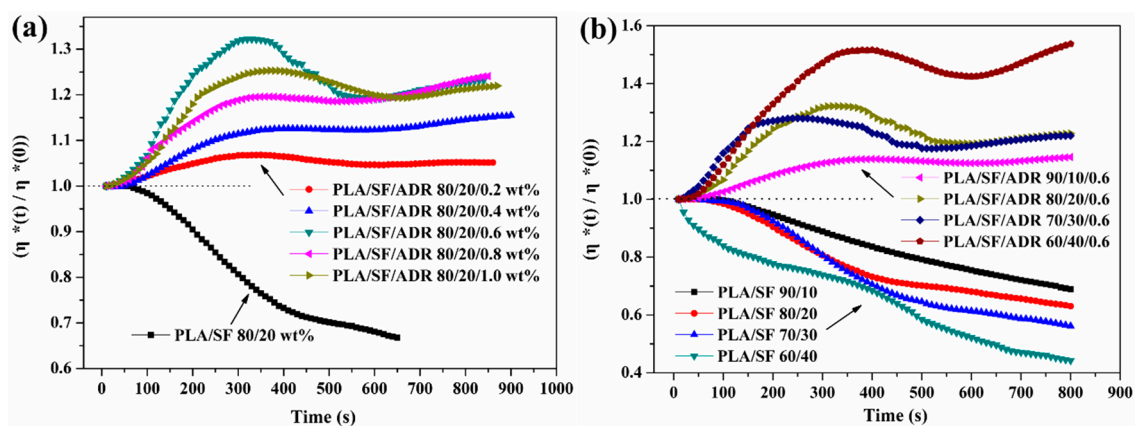 (a)
(η *(t) / η *(0))
1.3
1.2
1.1
1.0
0.9
0.8
0.7
0.6
0 100 200 300 400 500 600 700 800 900 1000
Time (s)
PLA/SF/ADR 80/20/0.2 wt%
PLA/SF/ADR 80/20/0.4 wt%
PLA/SF/ADR 80/20/0.6 wt%
PLA/SF/ADR 80/20/0.8 wt%
PLA/SF/ADR 80/20/1.0 wt%
PLA/SF 80/20 wt%
(b)
(η *(t) / η *(0))
1.6
1.4
1.2
1.0
0.8
0.6
0.4
0 100 200 300 400 500 600 700 800 900
Time (s)
PLA/SF/ADR 90/10/0.6
PLA/SF/ADR 80/20/0.6
PLA/SF/ADR 70/30/0.6
PLA/SF/ADR 60/40/0.6
PLA/SF 90/10
PLA/SF 80/20
PLA/SF 70/30
PLA/SF 60/40